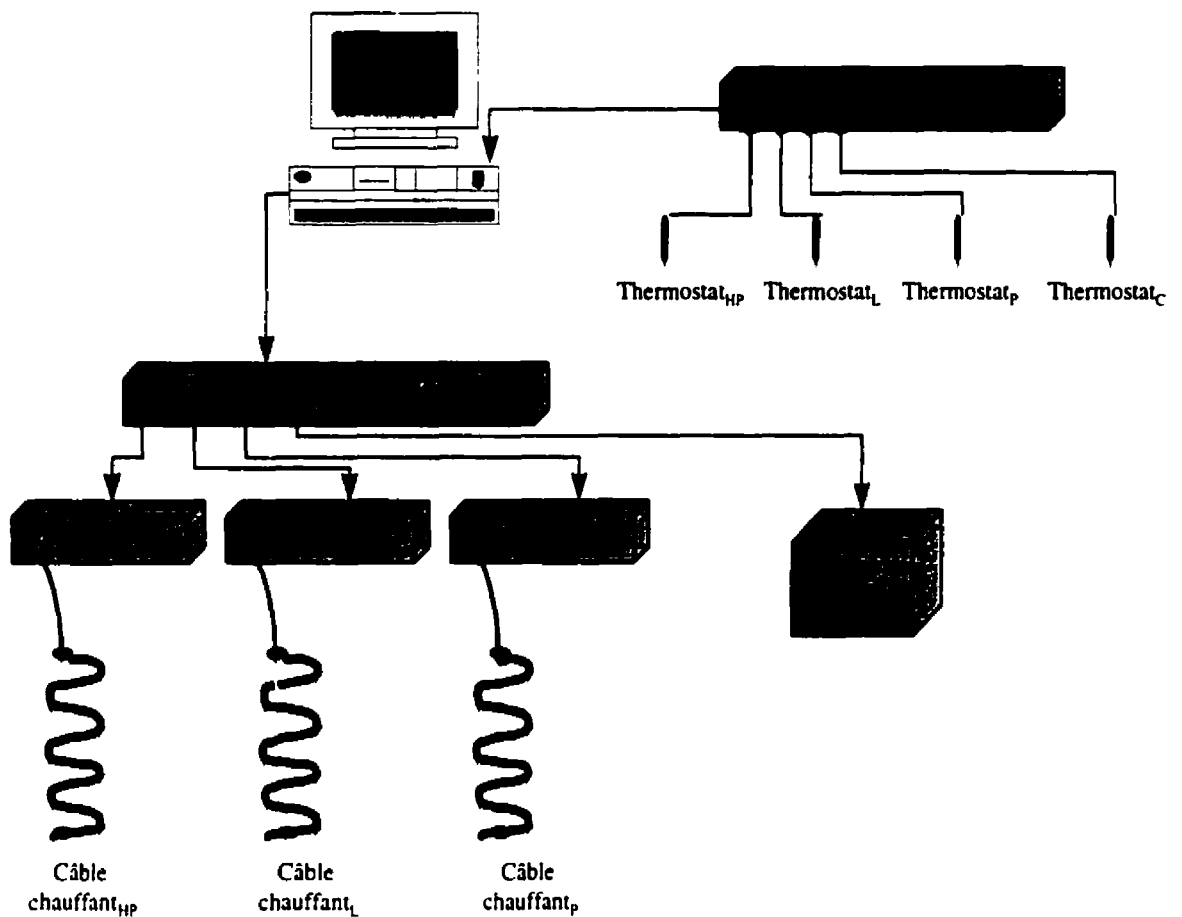 Thermostat_HP Thermostat_L Thermostat_P Thermostat_C
Câble chauffant_HP
Câble chauffant_L
Câble chauffant_P